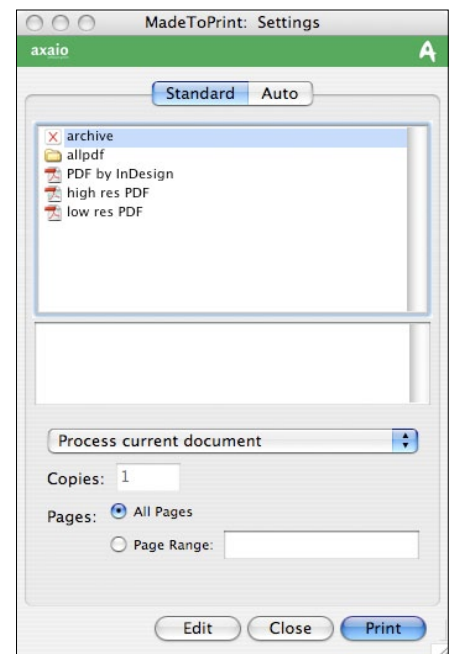 MadeToPrint: Settings
axaio
Standard Auto
archive
allpdf
PDF by InDesign
high res PDF
low res PDF
Process current document
Copies: 1
Pages: All Pages
Page Range:
Edit Close Print